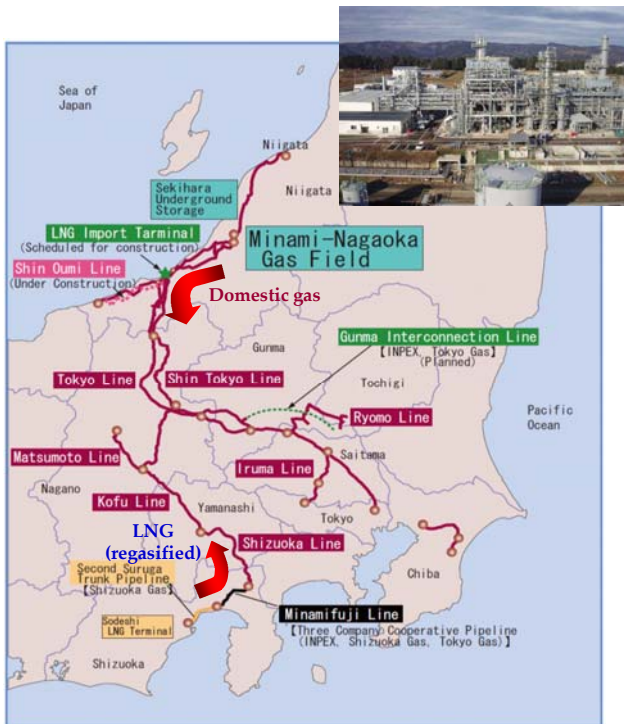 Sea of
Japan
Niigata
Niigata
Sekihara
Underground
Storage
LNG Import Tarminal
(Scheduled for construction)
Minami-Nagaoka
Gas Field
Shin Oumi Line
(Under Construction)
Domestic gas
Gunma Interconnection Line
【INPEX, Tokyo Gas】
(Planned)
Gunma
Tochigi
Tokyo Line
Shin Tokyo Line
Ryomo Line
Pacific
Ocean
Matsumoto Line
Saitama
Iruma Line
Nagano
Kofu Line
Yamanashi
Tokyo
LNG
(regasified)
Shizuoka Line
Second Suruga
Trunk Pipeline
【Shizuoka Gas】
Chiba
Minamifuji Line
Sodeshi
LNG Terminal
【Three Company Cooperative Pipeline
(INPEX, Shizuoka Gas, Tokyo Gas)】
Shizuoka